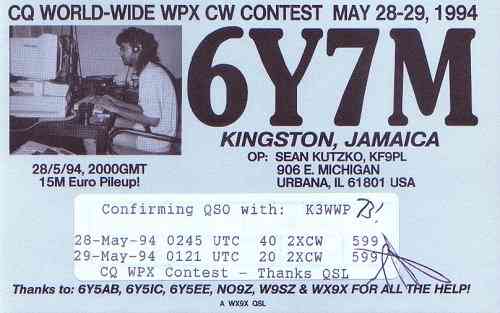 CQ WORLD-WIDE WPX CW CONTEST MAY 28-29, 1994
6Y7M
KINGSTON, JAMAICA
OP: SEAN KUTZKO, KF9PL
906 E. MICHIGAN
URBANA, IL 61801 USA
28/5/94, 2000GMT
15M Euro Pileup!
Confirming QSO with: K3WWP
28-May-94 0245 UTC 40 2XCW 599
29-May-94 0121 UTC 20 2XCW 599
CQ WPX Contest - Thanks QSL
Thanks to: 6Y5AB, 6Y5IC, 6Y5EE, NO9Z, W9SZ & WX9X FOR ALL THE HELP!
A WX9X QSL